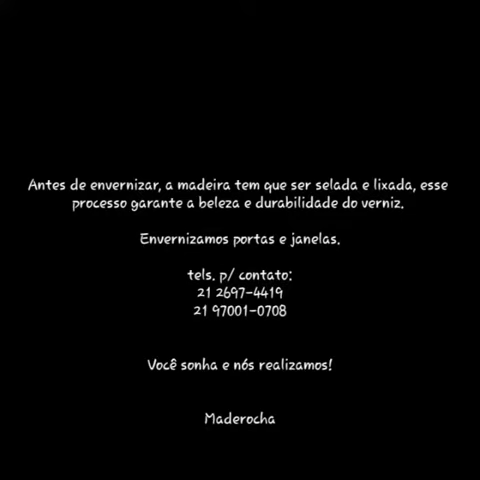 Antes de envernizar, a madeira tem que ser selada e lixada, esse
processo garante a beleza e durabilidade do verniz.
Envernizamos portas e janelas.
tels. p/ contato:
21 2697-4419
21 97001-0708
Você sonha e nós realizamos!
Maderocha